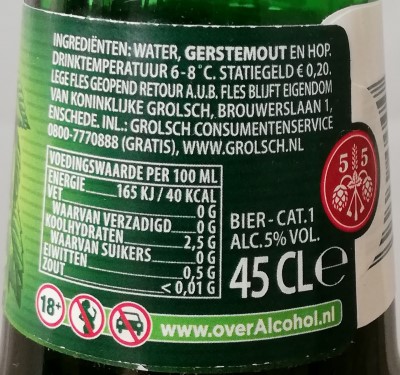 INGREDIËNTEN: WATER, GERSTEMOUT EN HOP.
DRINKTEMPERATUUR 6-8°C. STATIEGELD € 0,20.
LEGE FLES GEOPEND RETOUR A.U.B. FLES BLIJFT EIGENDOM
VAN KONINKLIJKE GROLSCH, BROUWERSLAAN 1,
ENSCHEDE. INL.: GROLSCH CONSUMENTENSERVICE
0800-7770888 (GRATIS), WWW.GROLSCH.NL
VOEDINGSWAARDE PER 100 ML
ENERGIE 165 KJ / 40 KCAL
VET 0 G
WAARVAN VERZADIGD 0 G
KOOLHYDRATEN 2,5 G
WAARVAN SUIKERS 0 G
EIWITTEN 0,5 G
ZOUT < 0,01 G
5 5
BIER - CAT.1
ALC. 5% VOL.
45 CL e
18+
www.overAlcohol.nl